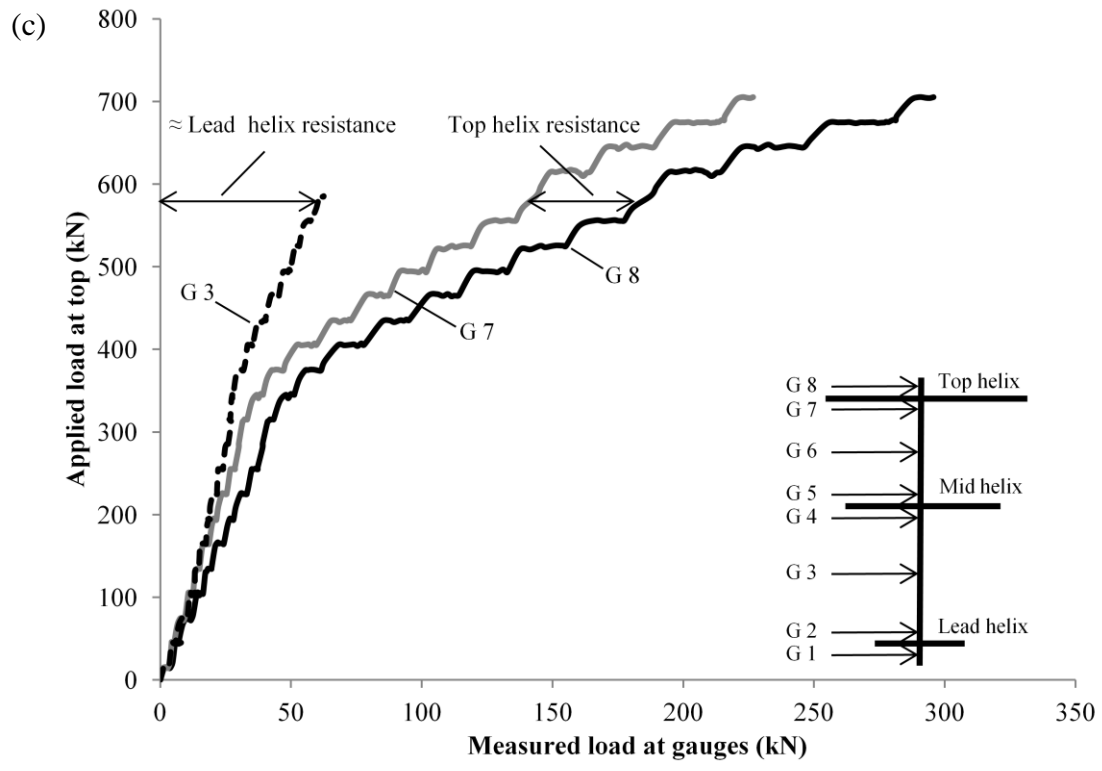 (c)
800
700
600
500
400
300
200
100
0
Applied load at top (kN)
≈ Lead helix resistance
Top helix resistance
G 3
G 7
G 8
G 8
Top helix
G 7
G 6
G 5
Mid helix
G 4
G 3
G 2
Lead helix
G 1
0 50 100 150 200 250 300 350
Measured load at gauges (kN)